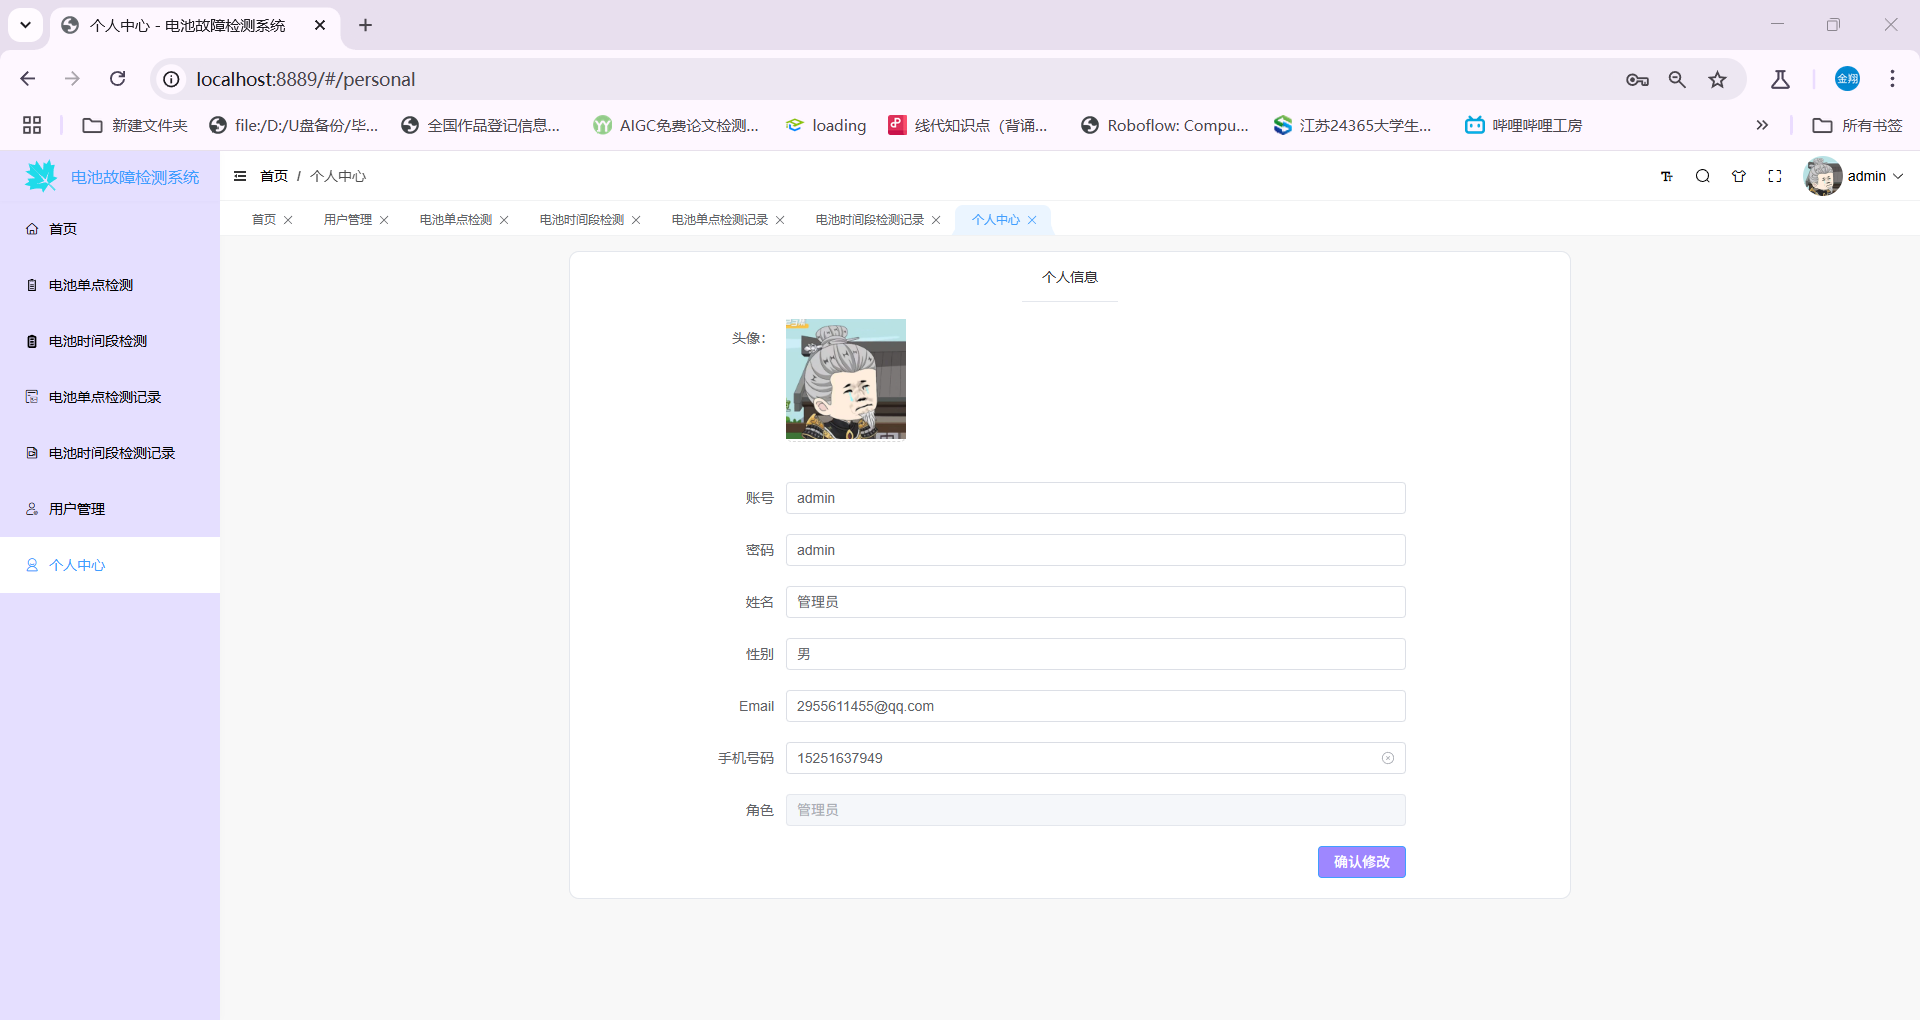 个人中心 - 电池故障检测系统
localhost:8889/#/personal
金翔
新建文件夹
file:/D:/U盘备份/毕...
全国作品登记信息...
AIGC免费论文检测...
loading
线代知识点（背诵...
Roboflow: Compu...
江苏24365大学生...
哔哩哔哩工房
所有书签
电池故障检测系统
首页 / 个人中心
admin
首页
用户管理
电池单点检测
电池时间段检测
电池单点检测记录
电池时间段检测记录
个人中心
首页
电池单点检测
电池时间段检测
电池单点检测记录
电池时间段检测记录
用户管理
个人中心
个人信息
头像：
账号 admin
密码 admin
姓名 管理员
性别 男
Email 2955611455@qq.com
手机号码 15251637949
角色 管理员
确认修改